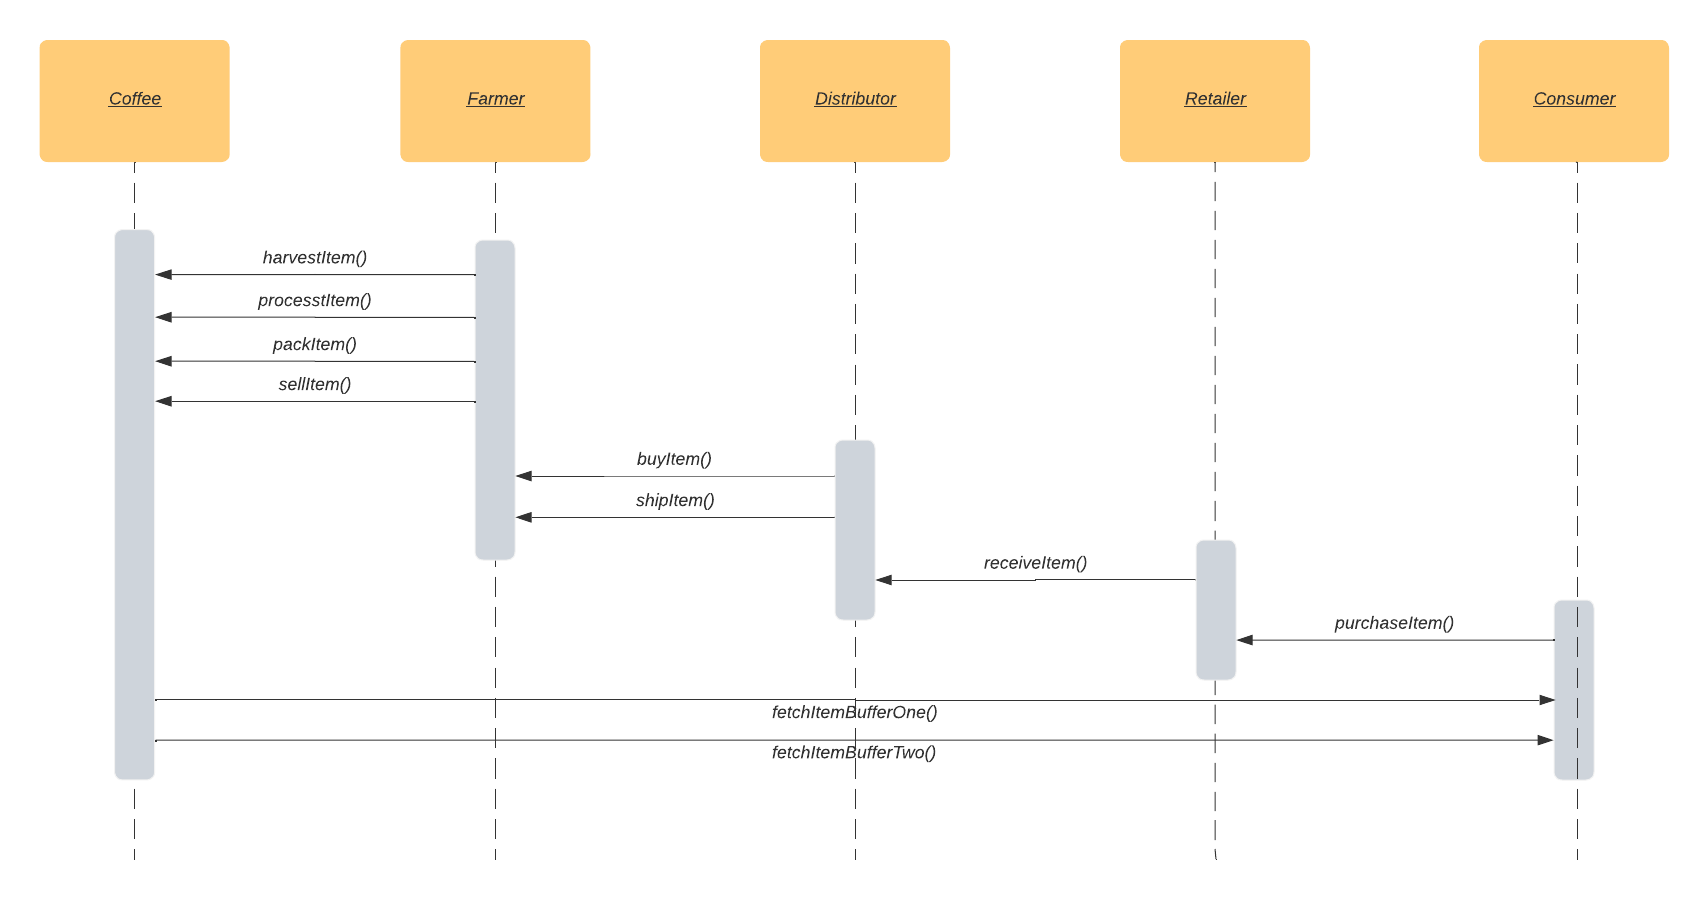 Coffee
Farmer
Distributor
Retailer
Consumer
harvestItem()
processtItem()
packItem()
sellItem()
buyItem()
shipItem()
receiveItem()
purchaseItem()
fetchItemBufferOne()
fetchItemBufferTwo()